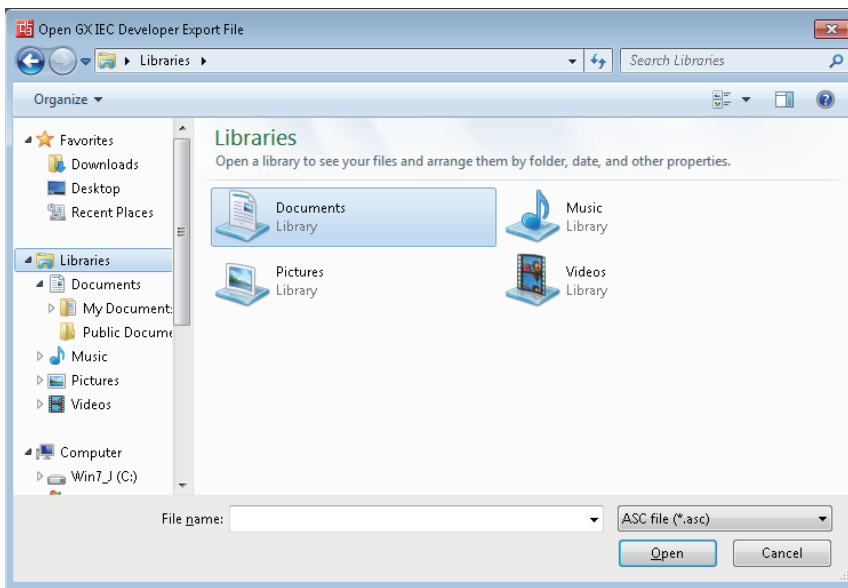 Open GX IEC Developer Export File
Libraries
Search Libraries
Organize
Favorites
Downloads
Desktop
Recent Places
Libraries
Documents
My Document
Public Docume
Music
Pictures
Videos
Computer
Win7_J (C:)
Libraries
Open a library to see your files and arrange them by folder, date, and other properties.
Documents
Library
Music
Library
Pictures
Library
Videos
Library
File name:
ASC file (*.asc)
Open
Cancel